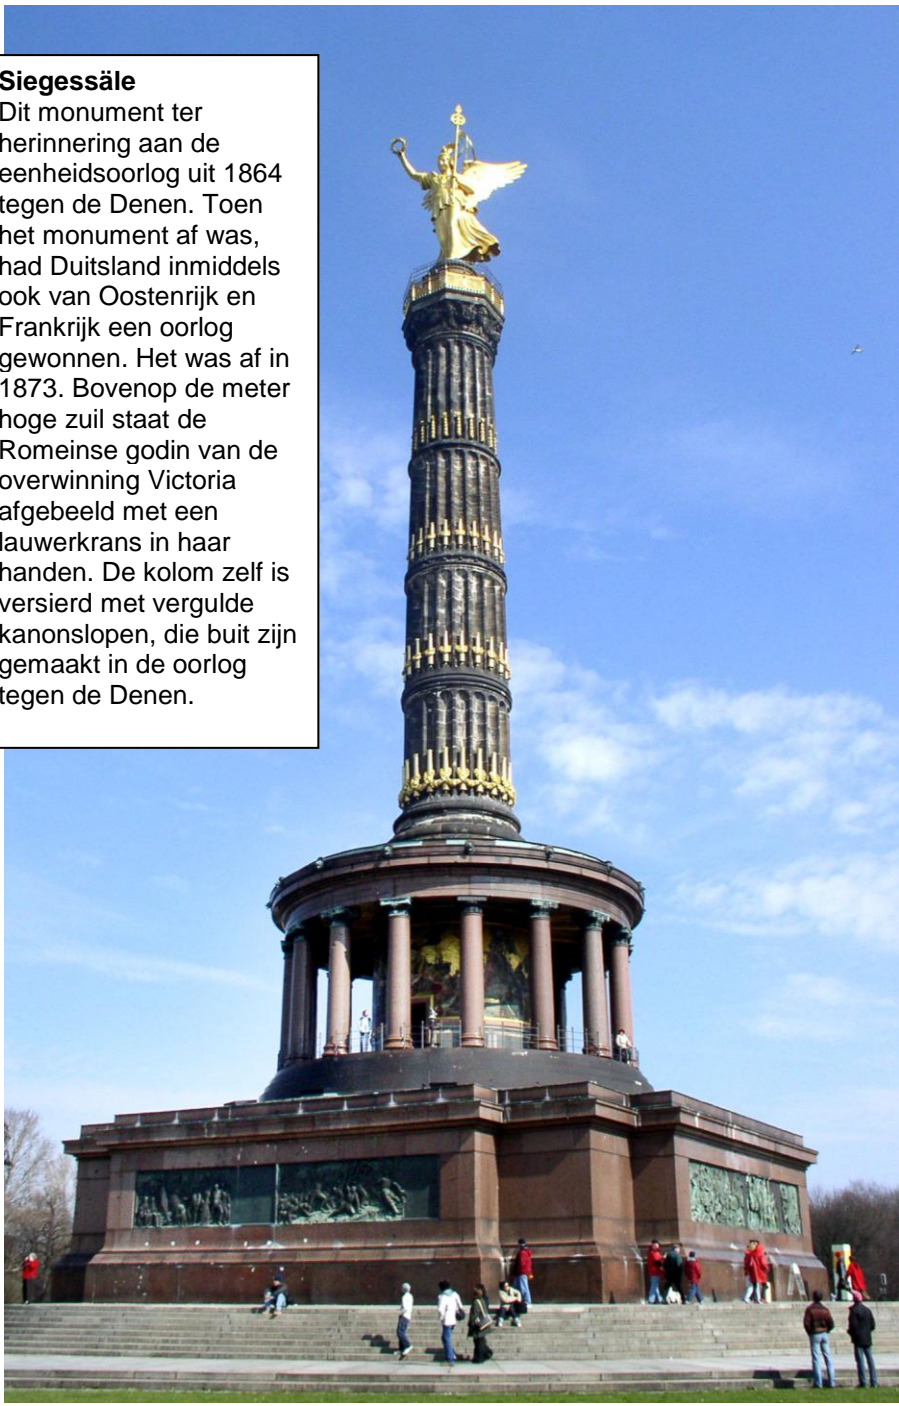 Siegessäle
Dit monument ter
herinnering aan de
eenheidsoorlog uit 1864
tegen de Denen. Toen
het monument af was,
had Duitsland inmiddels
ook van Oostenrijk en
Frankrijk een oorlog
gewonnen. Het was af in
1873. Bovenop de meter
hoge zuil staat de
Romeinse godin van de
overwinning Victoria
afgebeeld met een
lauwerkrans in haar
handen. De kolom zelf is
versierd met vergulde
kanonslopen, die buit zijn
gemaakt in de oorlog
tegen de Denen.